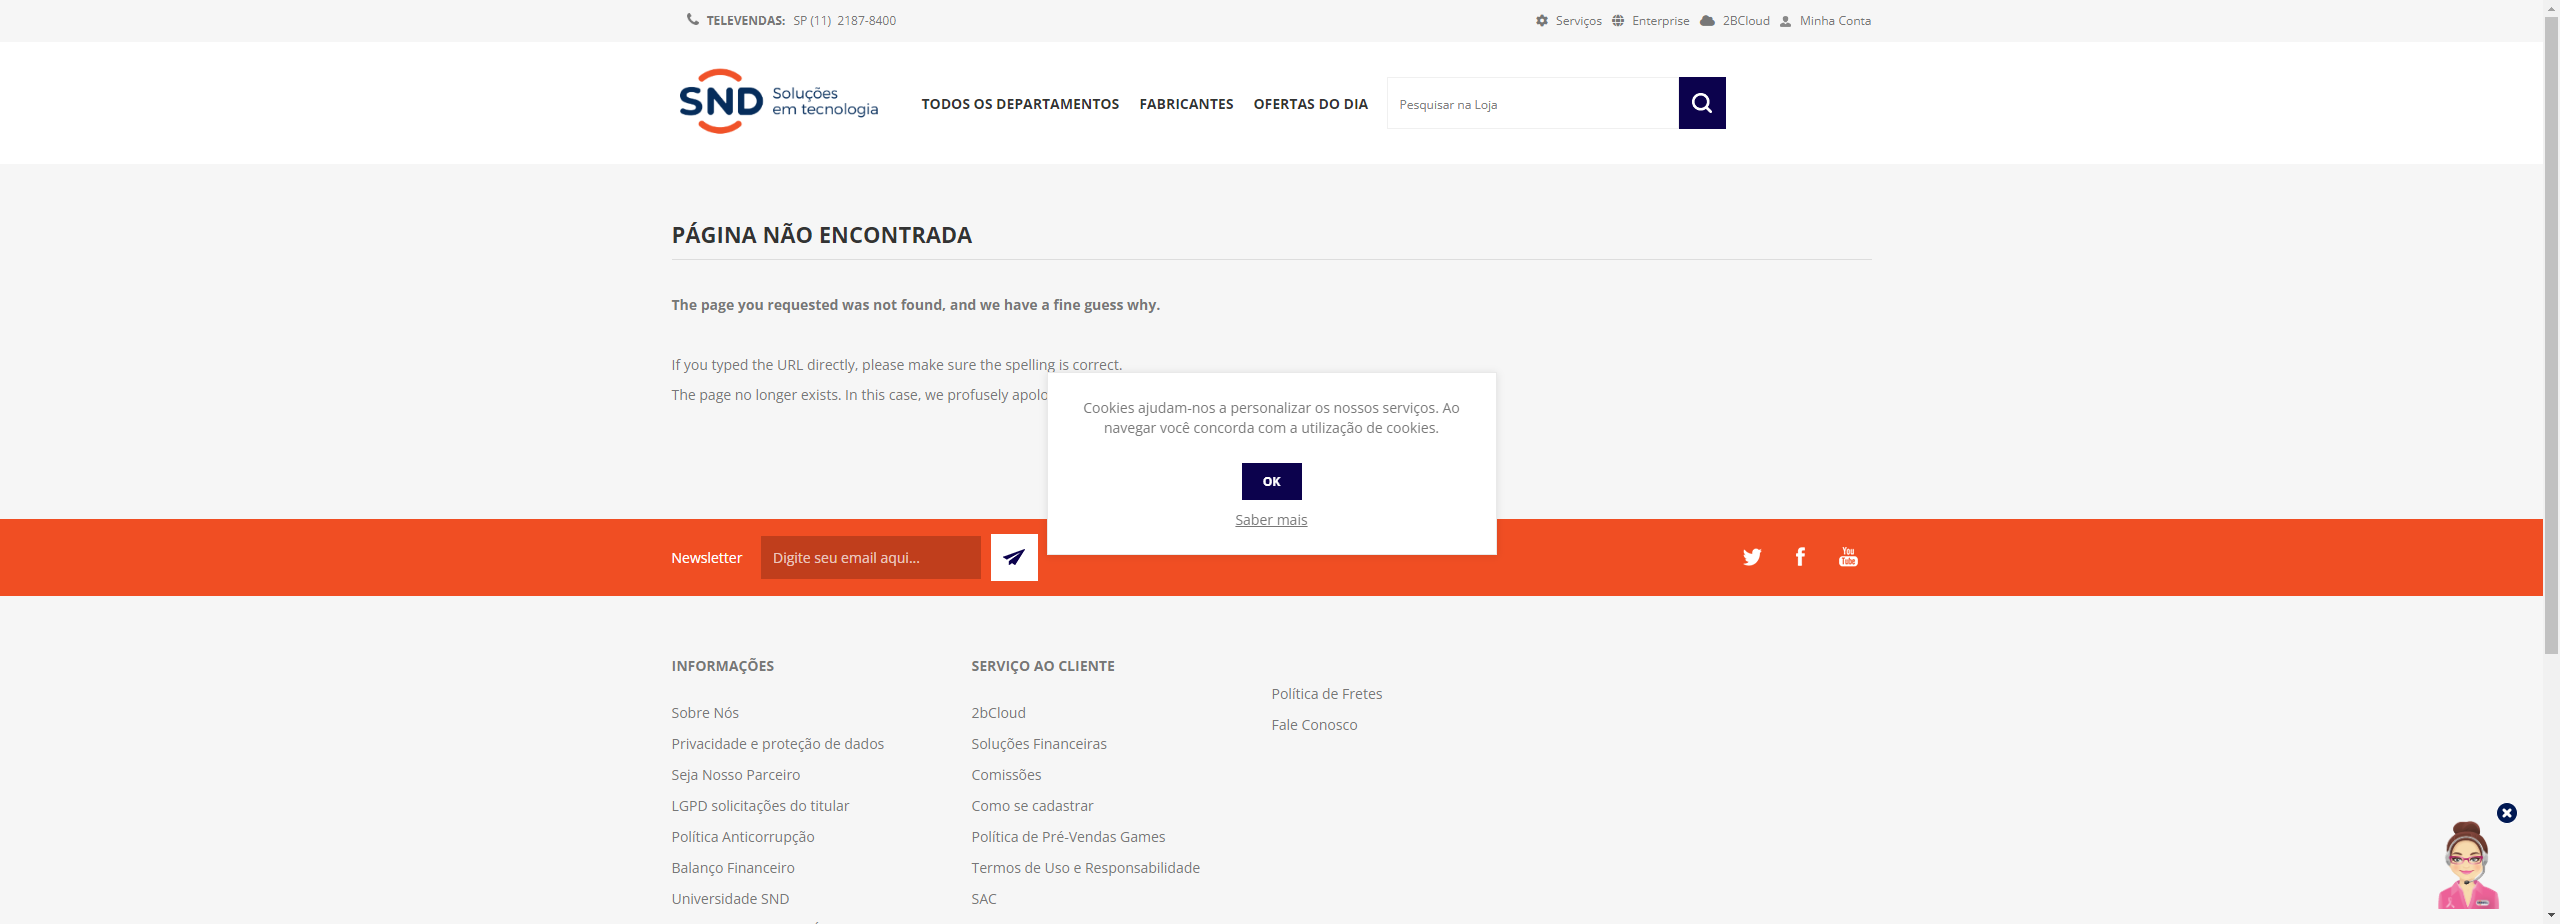 TELEVENDAS: SP (11) 2187-8400
Serviços Enterprise 2BCloud Minha Conta
SND Soluções em tecnologia
TODOS OS DEPARTAMENTOS FABRICANTES OFERTAS DO DIA
Pesquisar na Loja
PÁGINA NÃO ENCONTRADA
The page you requested was not found, and we have a fine guess why.
If you typed the URL directly, please make sure the spelling is correct.
The page no longer exists. In this case, we profusely
Cookies ajudam-nos a personalizar os nossos serviços. Ao
navegar você concorda com a utilização de cookies.
OK
Saber mais
Newsletter
Digite seu email aqui...
You Tube
INFORMAÇÕES
Sobre Nós
Privacidade e proteção de dados
Seja Nosso Parceiro
LGPD solicitações do titular
Política Anticorrupção
Balanço Financeiro
Universidade SND
SERVIÇO AO CLIENTE
2bCloud
Soluções Financeiras
Comissões
Como se cadastrar
Política de Pré-Vendas Games
Termos de Uso e Responsabilidade
SAC
Política de Fretes
Fale Conosco